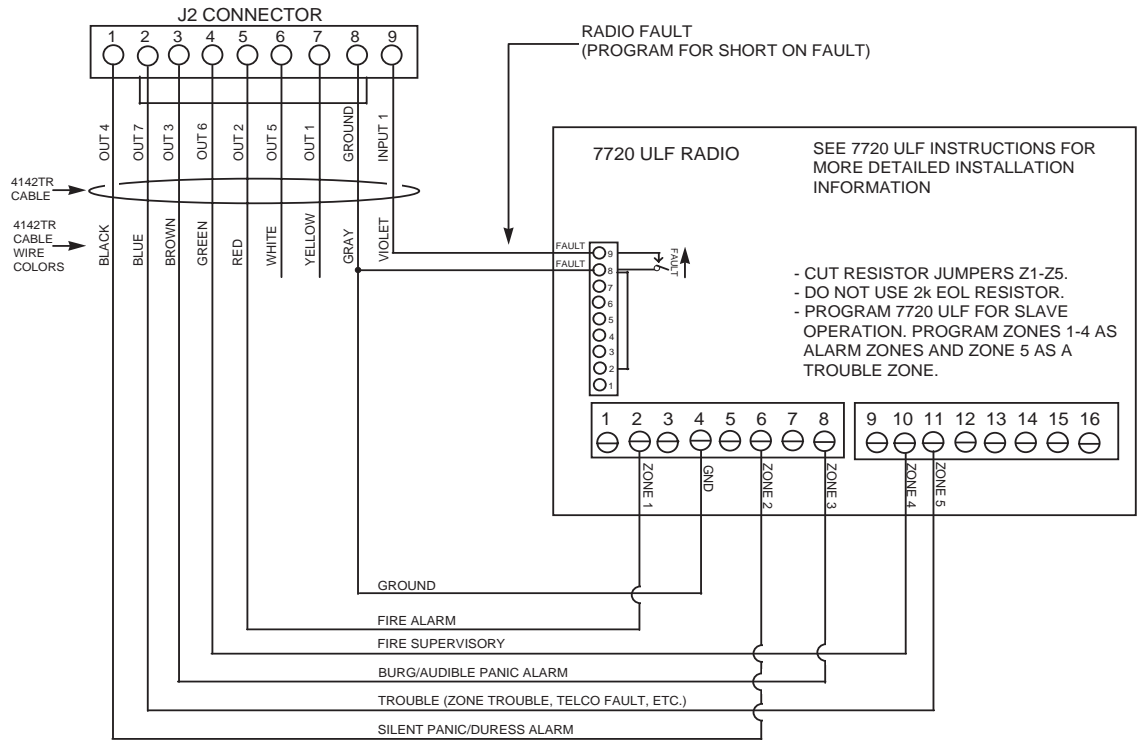 J2 CONNECTOR
1 2 3 4 5 6 7 8 9
OUT 4
OUT 7
OUT 3
OUT 6
OUT 2
OUT 5
OUT 1
GROUND
INPUT 1
4142TR
CABLE
4142TR
CABLE
WIRE
COLORS
BLACK
BLUE
BROWN
GREEN
RED
WHITE
YELLOW
GRAY
VIOLET
RADIO FAULT
(PROGRAM FOR SHORT ON FAULT)
7720 ULF RADIO
SEE 7720 ULF INSTRUCTIONS FOR
MORE DETAILED INSTALLATION
INFORMATION
FAULT
FAULT
9
8
7
6
5
4
3
2
1
FAULT
- CUT RESISTOR JUMPERS Z1-Z5.
- DO NOT USE 2k EOL RESISTOR.
- PROGRAM 7720 ULF FOR SLAVE
OPERATION. PROGRAM ZONES 1-4 AS
ALARM ZONES AND ZONE 5 AS A
TROUBLE ZONE.
1 2 3 4 5 6 7 8
9 10 11 12 13 14 15 16
ZONE 1
GND
ZONE 2
ZONE 3
ZONE 4
ZONE 5
GROUND
FIRE ALARM
FIRE SUPERVISORY
BURG/AUDIBLE PANIC ALARM
TROUBLE (ZONE TROUBLE, TELCO FAULT, ETC.)
SILENT PANIC/DURESS ALARM